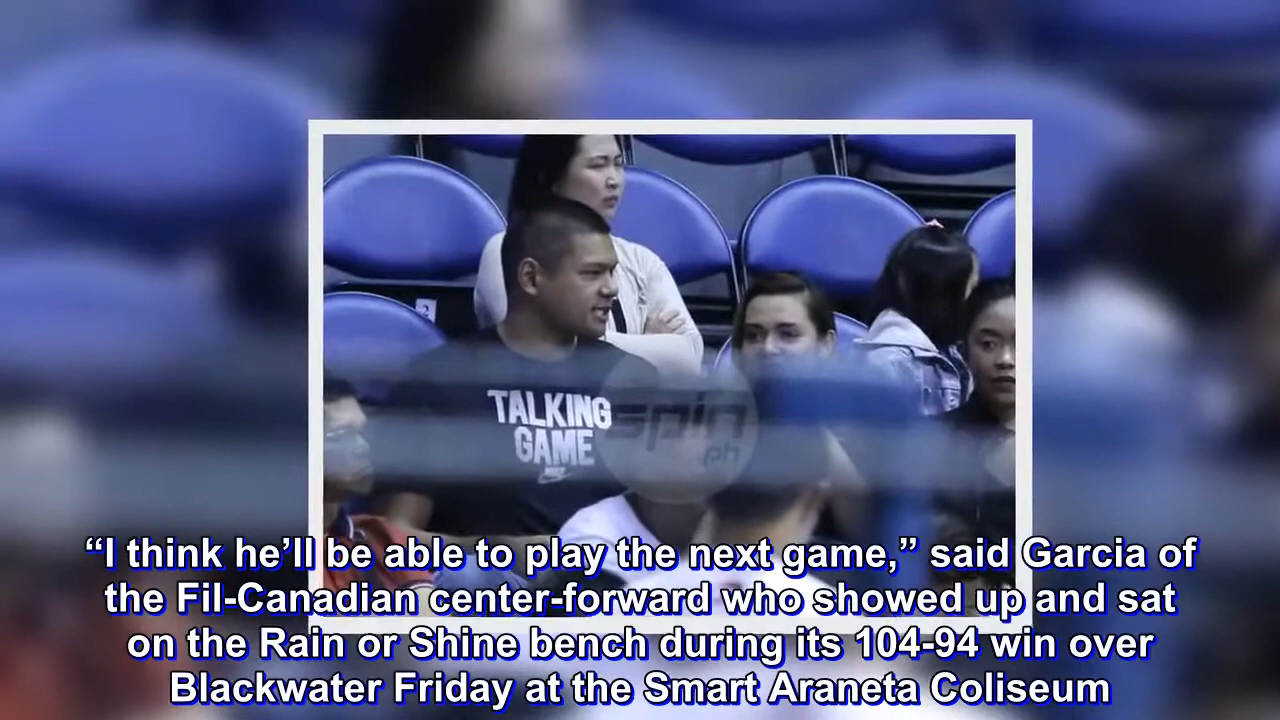 TALKING
GAME
spin
ph
“I think he’ll be able to play the next game,” said Garcia of
the Fil-Canadian center-forward who showed up and sat
on the Rain or Shine bench during its 104-94 win over
Blackwater Friday at the Smart Araneta Coliseum